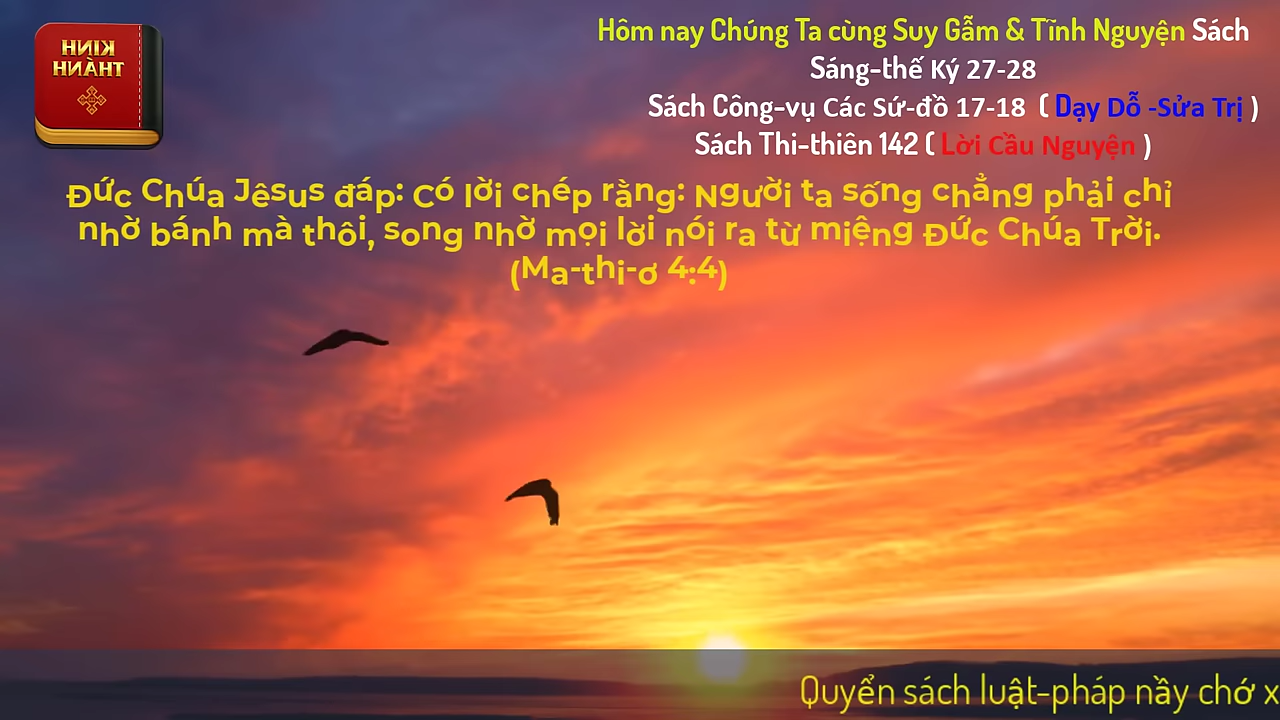 KINH
THÀNH
Hôm nay Chúng Ta cùng Suy Gẫm & Tĩnh Nguyện Sách
Sáng-thế Ký 27-28
Sách Công-vụ Các Sứ-đồ 17-18 ( Dạy Dỗ -Sửa Trị )
Sách Thi-thiên 142 ( Lời Cầu Nguyện )
Đức Chúa Jêsus đáp: Có lời chép rằng: Người ta sống chẳng phải chỉ
nhờ bánh mà thôi, song nhờ mọi lời nói ra từ miệng Đức Chúa Trời.
(Ma-thi-ơ 4:4)
Quyển sách luật-pháp nầy chớ x